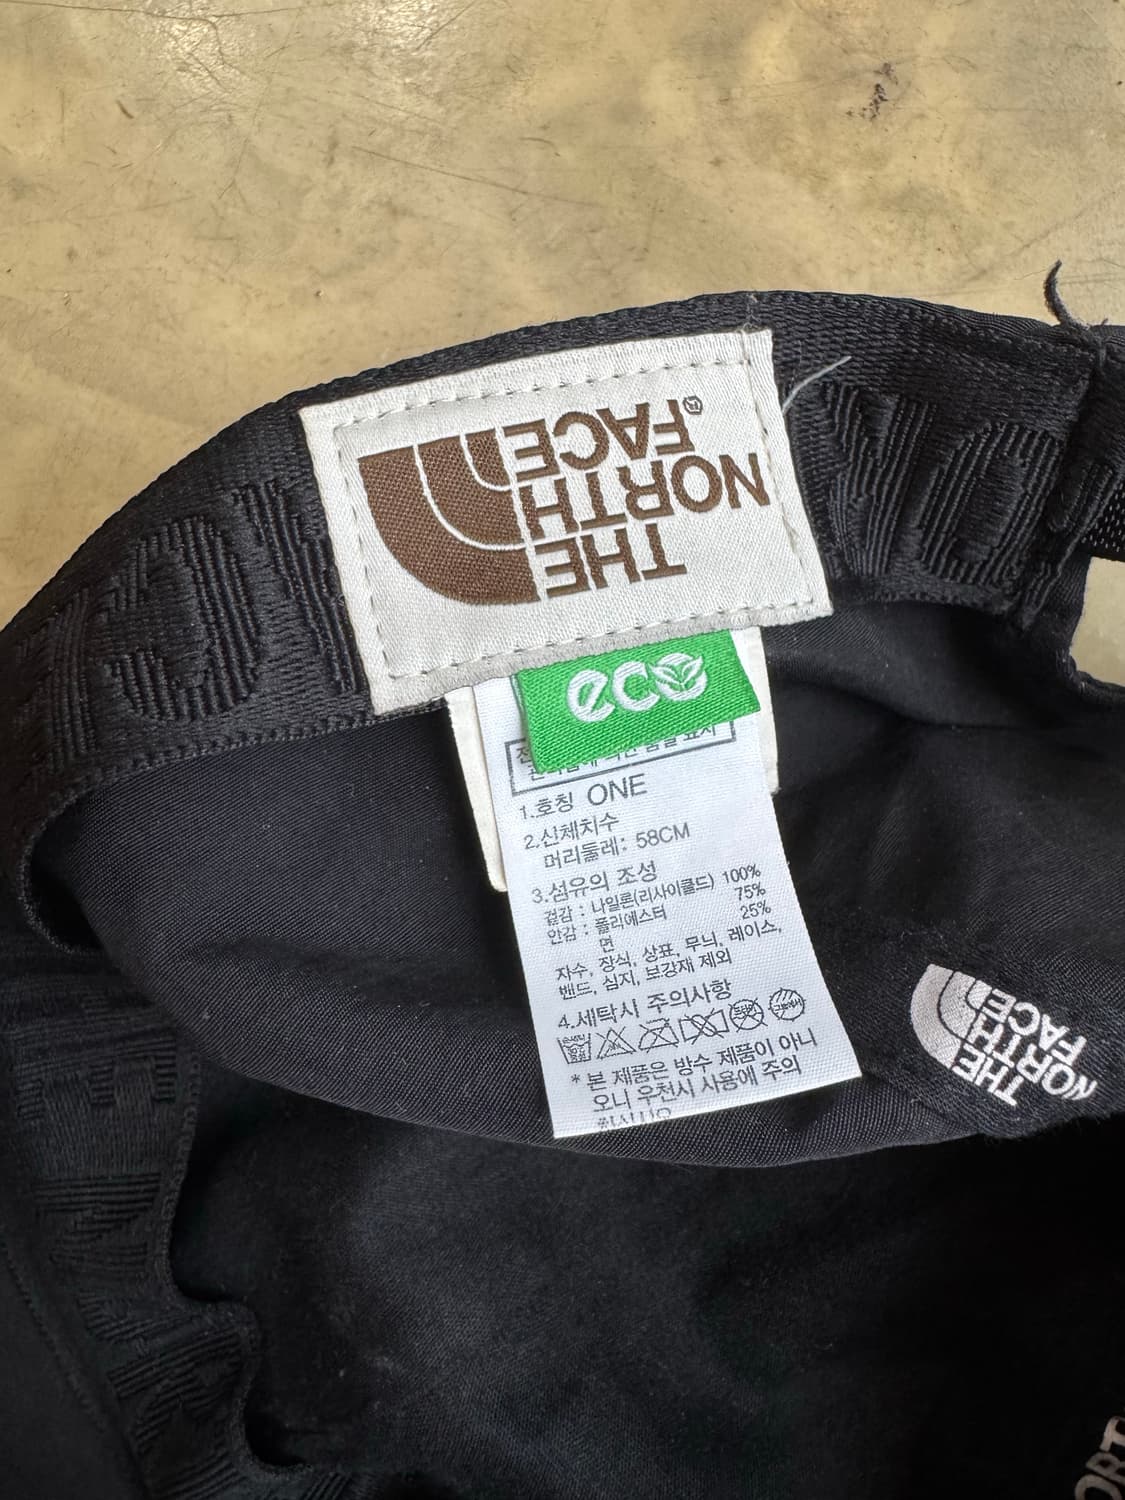 THE
NORTH
FACE®
eco
1.호칭 ONE
2.신체치수
머리둘레: 58CM
3.섬유의 조성
겉감 : 나일론(리사이클드) 100%
안감 : 폴리에스터 75%
면 25%
자수, 장식, 상표, 무늬, 레이스,
밴드, 심지, 보강재 제외
4.세탁시 주의사항
* 본 제품은 방수 제품이 아니
오니 우천시 사용에 주의
THE
NORTH
FACE